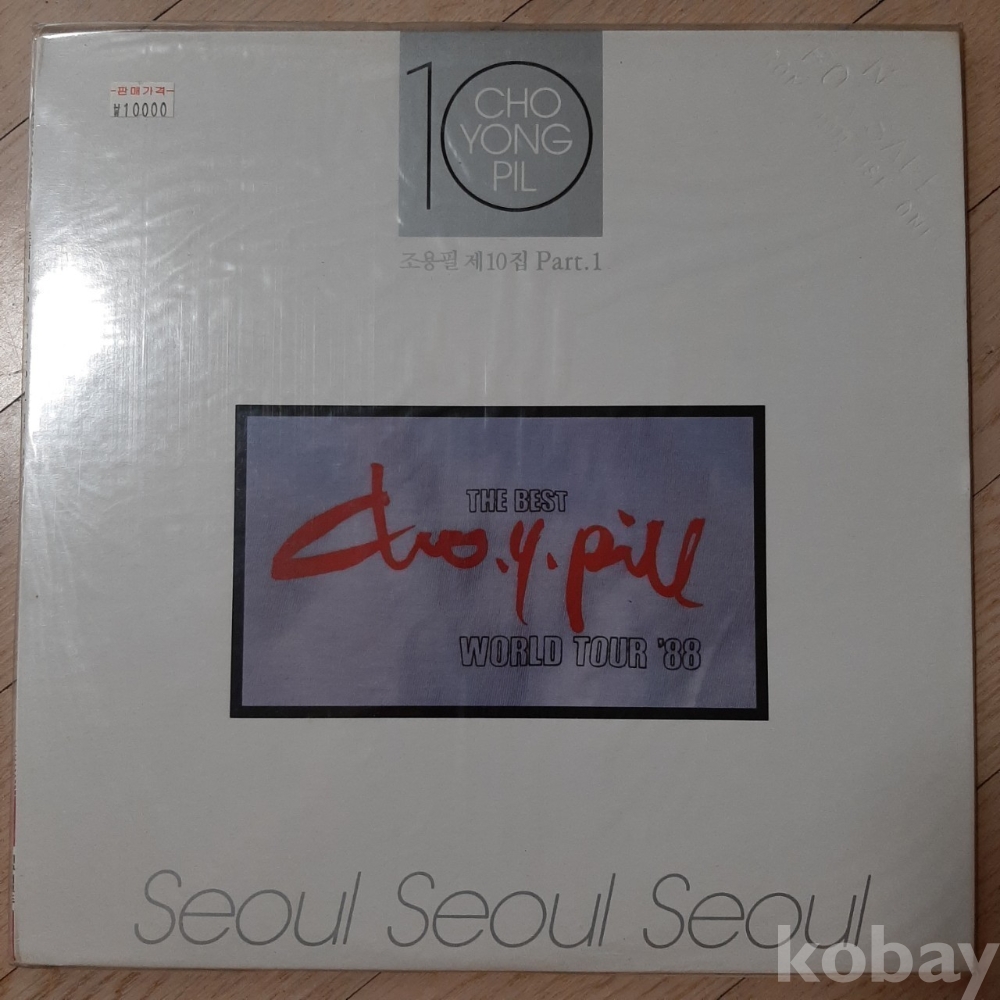 판매가격
₩10000
10
CHO
YONG
PIL
조용필 제10집 Part.1
THE BEST
Cho.y.pill
WORLD TOUR '88
Seoul Seoul Seoul
kobay